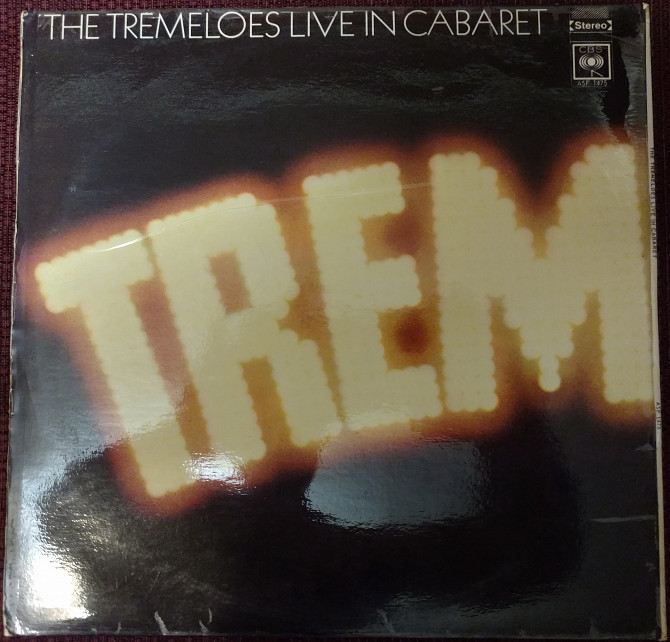 THE TREMELOES LIVE IN CABARET
Stereo
CBS
TREM